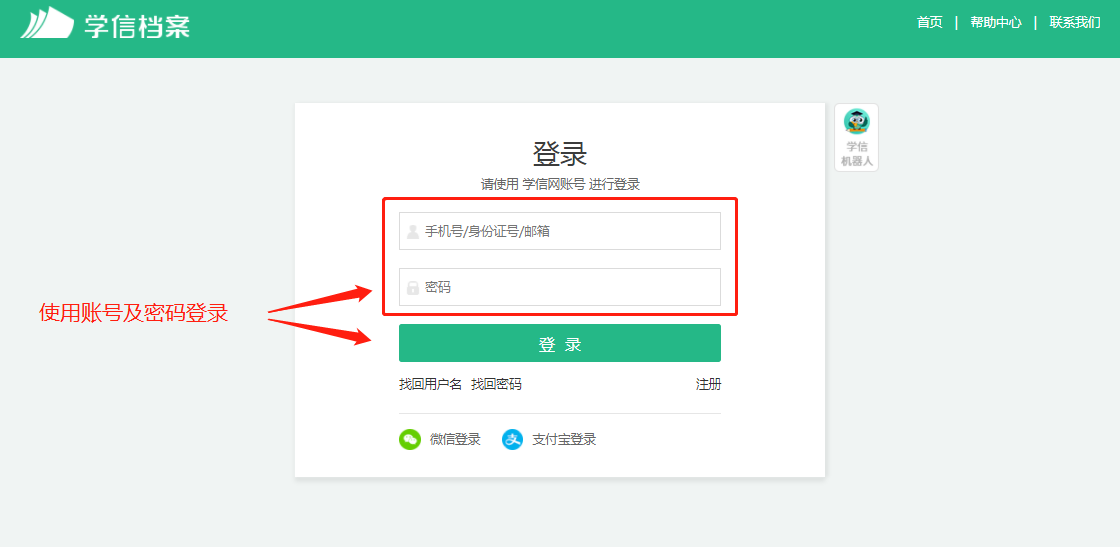 学信档案
首页 | 帮助中心 | 联系我们
登录
请使用 学信网账号 进行登录
学信
机器人
手机号/身份证号/邮箱
密码
使用账号及密码登录
登 录
找回用户名 找回密码 注册
微信登录 支付宝登录